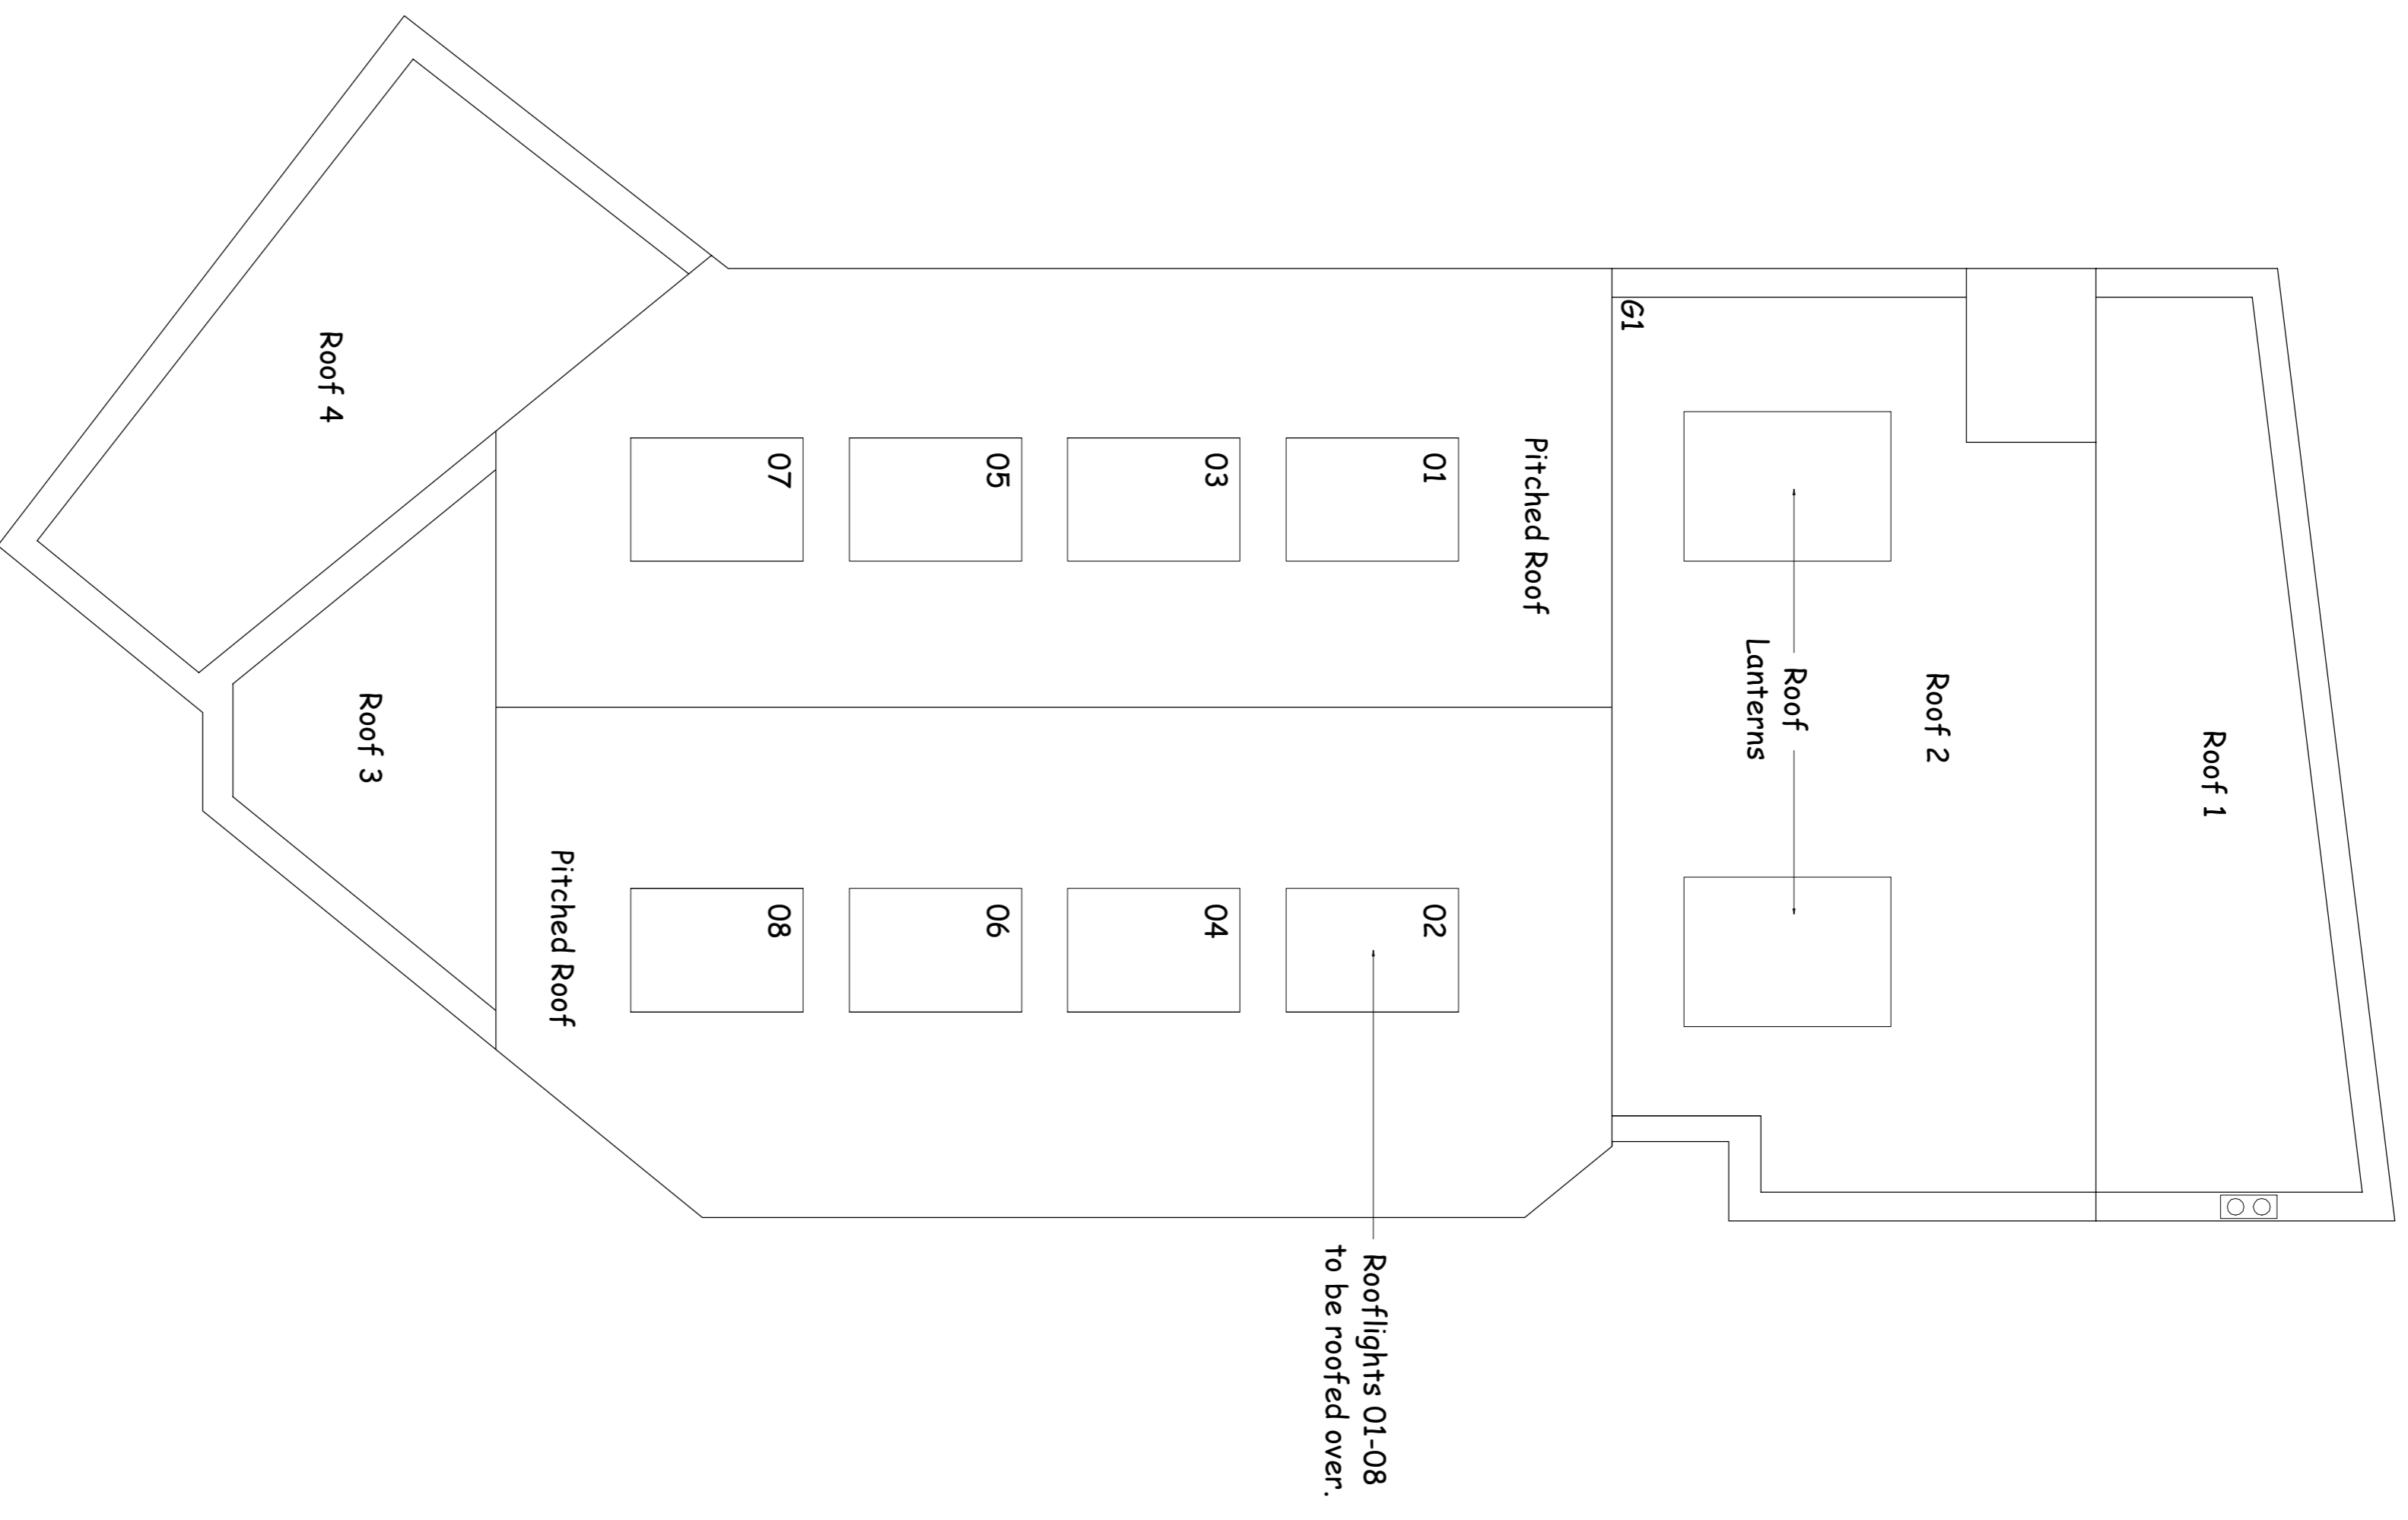 Roof 1
Roof 2
Roof
Lanterns
G1
Pitched Roof
01
02
03
04
05
06
07
08
Rooflights 01-08
to be roofed over.
Pitched Roof
Roof 3
Roof 4